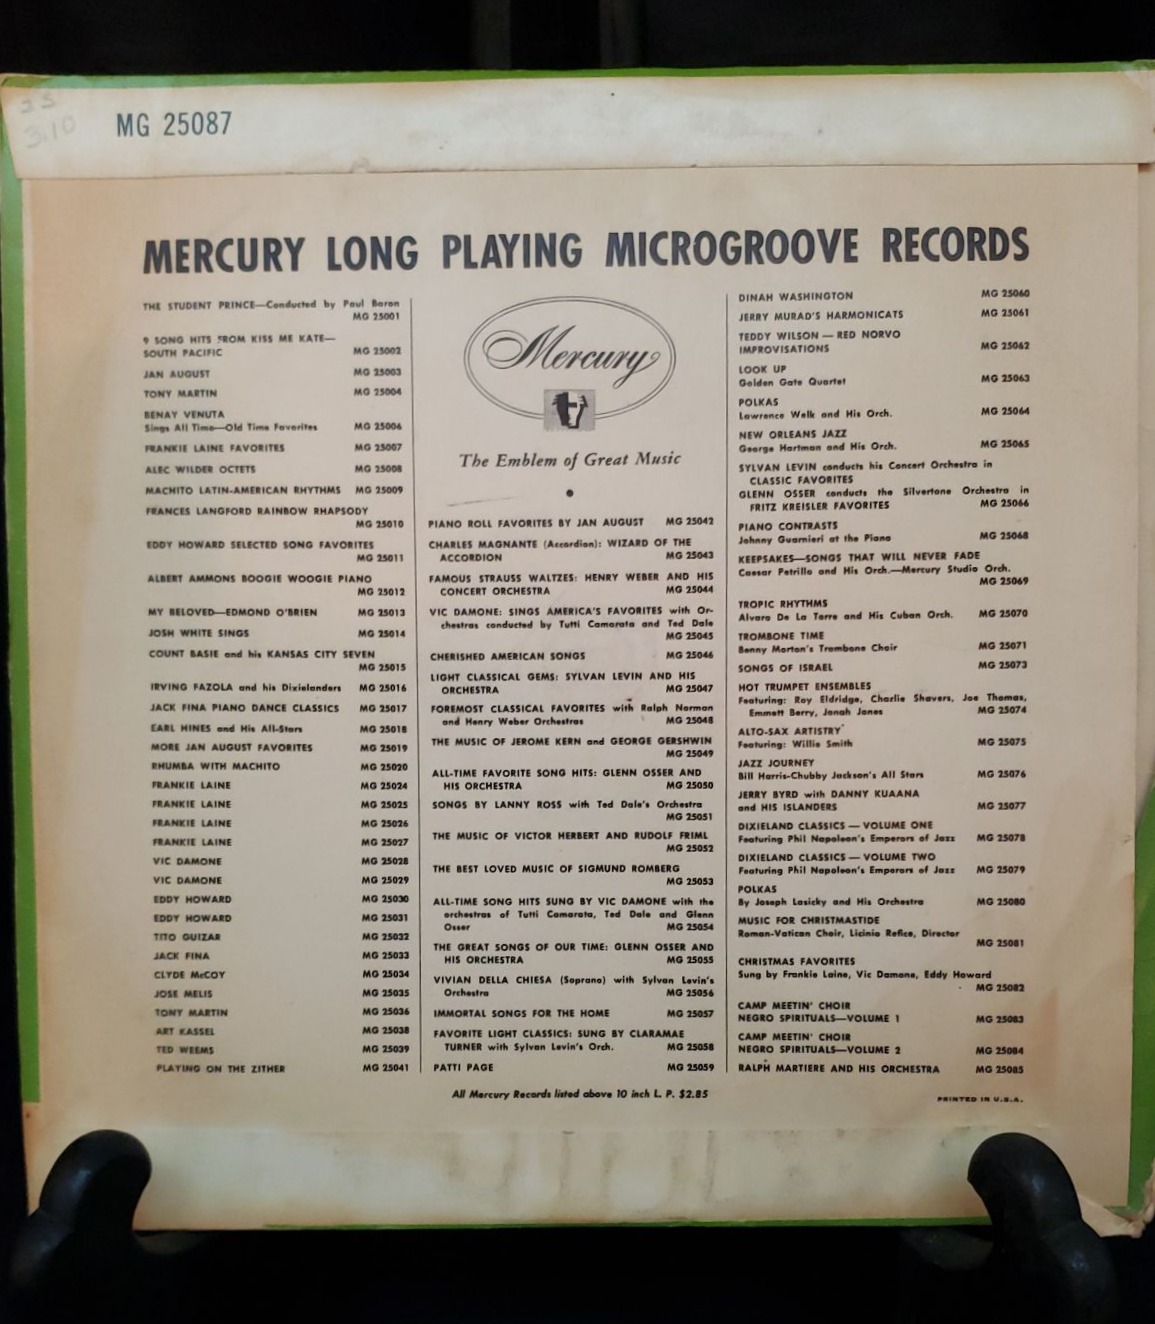 MG 25087
MERCURY LONG PLAYING MICROGROOVE RECORDS
THE STUDENT PRINCE—Conducted by Paul Baron
MG 25001
9 SONG HITS FROM KISS ME KATE—
SOUTH PACIFIC MG 25002
JAN AUGUST MG 25003
TONY MARTIN MG 25004
BENAY VENUTA
Sings All Time—Old Time Favorites MG 25006
FRANKIE LAINE FAVORITES MG 25007
ALEC WILDER OCTETS MG 25008
MACHITO LATIN-AMERICAN RHYTHMS MG 25009
FRANCES LANGFORD RAINBOW RHAPSODY
MG 25010
EDDY HOWARD SELECTED SONG FAVORITES
MG 25011
ALBERT AMMONS BOOGIE WOOGIE PIANO
MG 25012
MY BELOVED—EDMOND O'BRIEN MG 25013
JOSH WHITE SINGS MG 25014
COUNT BASIE and his KANSAS CITY SEVEN
MG 25015
IRVING FAZOLA and his Dixielanders MG 25016
JACK FINA PIANO DANCE CLASSICS MG 25017
EARL HINES and His All-Stars MG 25018
MORE JAN AUGUST FAVORITES MG 25019
RHUMBA WITH MACHITO MG 25020
FRANKIE LAINE MG 25024
FRANKIE LAINE MG 25025
FRANKIE LAINE MG 25026
FRANKIE LAINE MG 25027
VIC DAMONE MG 25028
VIC DAMONE MG 25029
EDDY HOWARD MG 25030
EDDY HOWARD MG 25031
TITO GUIZAR MG 25032
JACK FINA MG 25033
CLYDE McCOY MG 25034
JOSE MELIS MG 25035
TONY MARTIN MG 25036
ART KASSEL MG 25038
TED WEEMS MG 25039
PLAYING ON THE ZITHER MG 25041
Mercury
The Emblem of Great Music
PIANO ROLL FAVORITES BY JAN AUGUST MG 25042
CHARLES MAGNANTE (Accordion): WIZARD OF THE
ACCORDION MG 25043
FAMOUS STRAUSS WALTZES: HENRY WEBER AND HIS
CONCERT ORCHESTRA MG 25044
VIC DAMONE: SINGS AMERICA'S FAVORITES with Or-
chestras conducted by Tutti Camarata and Ted Dale
MG 25045
CHERISHED AMERICAN SONGS MG 25046
LIGHT CLASSICAL GEMS: SYLVAN LEVIN AND HIS
ORCHESTRA MG 25047
FOREMOST CLASSICAL FAVORITES with Ralph Norman
and Henry Weber Orchestras MG 25048
THE MUSIC OF JEROME KERN and GEORGE GERSHWIN
MG 25049
ALL-TIME FAVORITE SONG HITS: GLENN OSSER AND
HIS ORCHESTRA MG 25050
SONGS BY LANNY ROSS with Ted Dale's Orchestra
MG 25051
THE MUSIC OF VICTOR HERBERT AND RUDOLF FRIML
MG 25052
THE BEST LOVED MUSIC OF SIGMUND ROMBERG
MG 25053
ALL-TIME SONG HITS SUNG BY VIC DAMONE with the
orchestras of Tutti Camarata, Ted Dale and Glenn
Osser MG 25054
THE GREAT SONGS OF OUR TIME: GLENN OSSER AND
HIS ORCHESTRA MG 25055
VIVIAN DELLA CHIESA (Soprano) with Sylvan Levin's
Orchestra MG 25056
IMMORTAL SONGS FOR THE HOME MG 25057
FAVORITE LIGHT CLASSICS: SUNG BY CLARAMAE
TURNER with Sylvan Levin's Orch. MG 25058
PATTI PAGE MG 25059
DINAH WASHINGTON MG 25060
JERRY MURAD'S HARMONICATS MG 25061
TEDDY WILSON — RED NORVO
IMPROVISATIONS MG 25062
LOOK UP
Golden Gate Quartet MG 25063
POLKAS
Lawrence Welk and His Orch. MG 25064
NEW ORLEANS JAZZ
George Hartman and His Orch. MG 25065
SYLVAN LEVIN conducts his Concert Orchestra in
CLASSIC FAVORITES
GLENN OSSER conducts the Silvertone Orchestra in
FRITZ KREISLER FAVORITES MG 25066
PIANO CONTRASTS
Johnny Guarnieri at the Piano MG 25068
KEEPSAKES—SONGS THAT WILL NEVER FADE
Caesar Petrillo and His Orch.—Mercury Studio Orch.
MG 25069
TROPIC RHYTHMS
Alvaro De La Torre and His Cuban Orch. MG 25070
TROMBONE TIME
Benny Morton's Trombone Choir MG 25071
SONGS OF ISRAEL MG 25073
HOT TRUMPET ENSEMBLES
Featuring: Roy Eldridge, Charlie Shavers, Joe Thomas,
Emmett Berry, Jonah Jones MG 25074
ALTO-SAX ARTISTRY
Featuring: Willie Smith MG 25075
JAZZ JOURNEY
Bill Harris-Chubby Jackson's All Stars MG 25076
JERRY BYRD with DANNY KUAANA
and HIS ISLANDERS MG 25077
DIXIELAND CLASSICS — VOLUME ONE
Featuring Phil Napoleon's Emperors of Jazz MG 25078
DIXIELAND CLASSICS — VOLUME TWO
Featuring Phil Napoleon's Emperors of Jazz MG 25079
POLKAS
By Joseph Lasicky and His Orchestra MG 25080
MUSIC FOR CHRISTMASTIDE
Roman-Vatican Choir, Licinio Refice, Director
MG 25081
CHRISTMAS FAVORITES
Sung by Frankie Laine, Vic Damone, Eddy Howard
MG 25082
CAMP MEETIN' CHOIR
NEGRO SPIRITUALS—VOLUME 1 MG 25083
CAMP MEETIN' CHOIR
NEGRO SPIRITUALS—VOLUME 2 MG 25084
RALPH MARTIERE AND HIS ORCHESTRA MG 25085
All Mercury Records listed above 10 inch L. P. $2.85
PRINTED IN U.S.A.